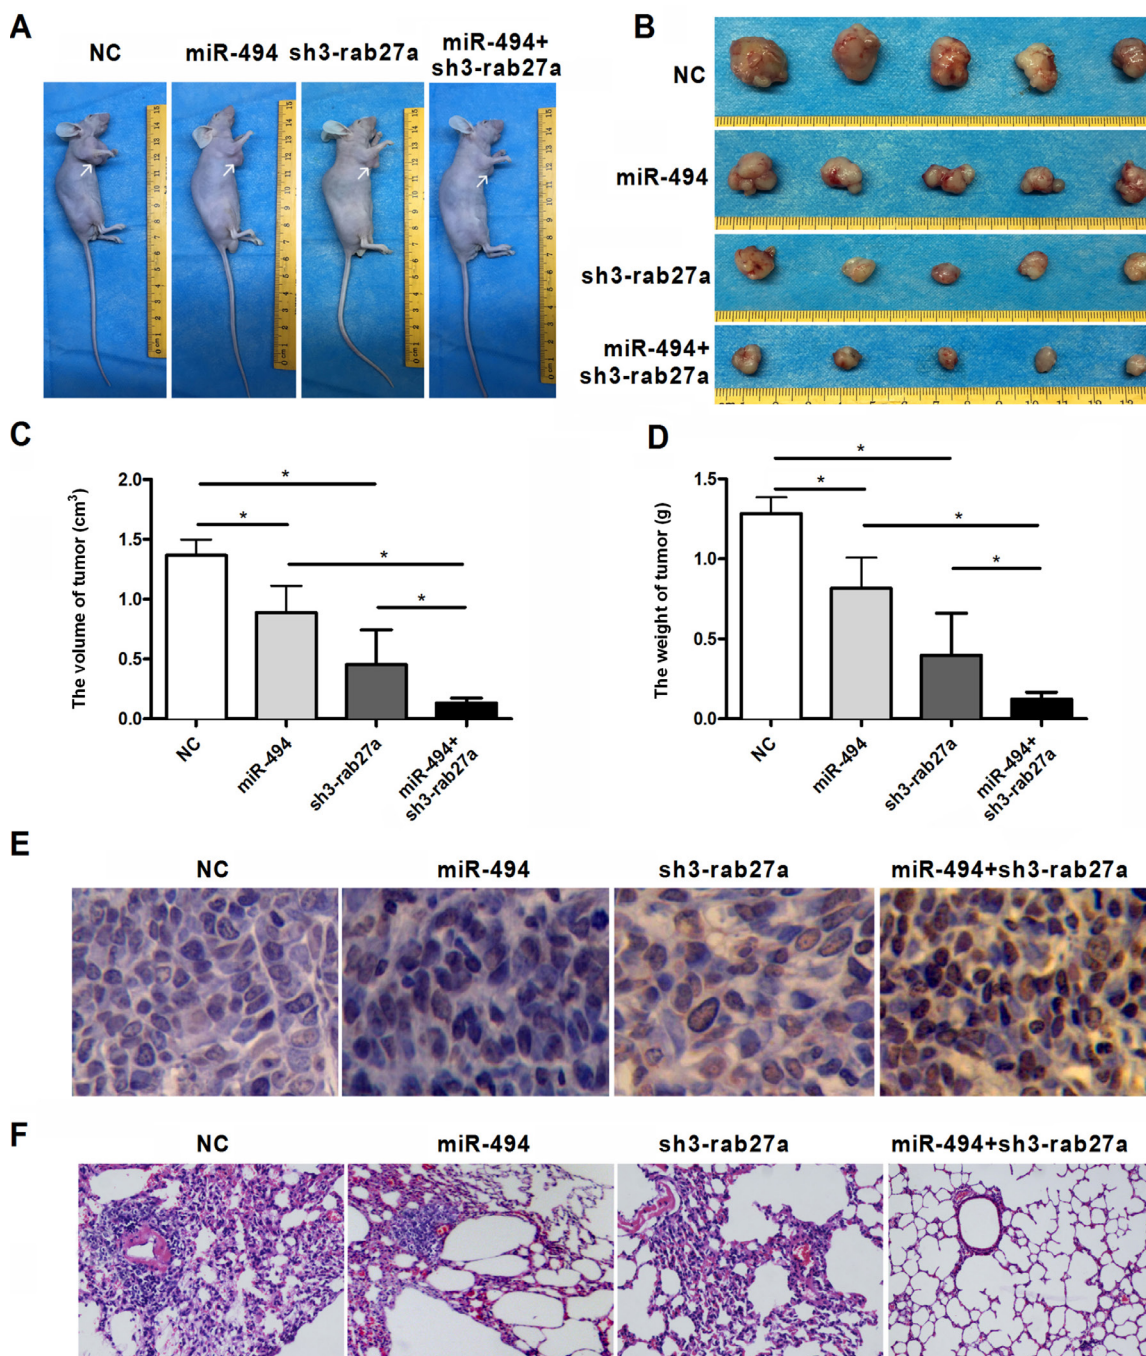 A
NC
miR-494
sh3-rab27a
miR-494+
sh3-rab27a
B
NC
miR-494
sh3-rab27a
miR-494+
sh3-rab27a
C
The volume of tumor (cm³)
2.0
1.5
1.0
0.5
0.0
*
*
*
*
NC
miR-494
sh3-rab27a
miR-494+
sh3-rab27a
D
The weight of tumor (g)
1.5
1.0
0.5
0.0
*
*
*
*
NC
miR-494
sh3-rab27a
miR-494+
sh3-rab27a
E
NC
miR-494
sh3-rab27a
miR-494+sh3-rab27a
F
NC
miR-494
sh3-rab27a
miR-494+sh3-rab27a